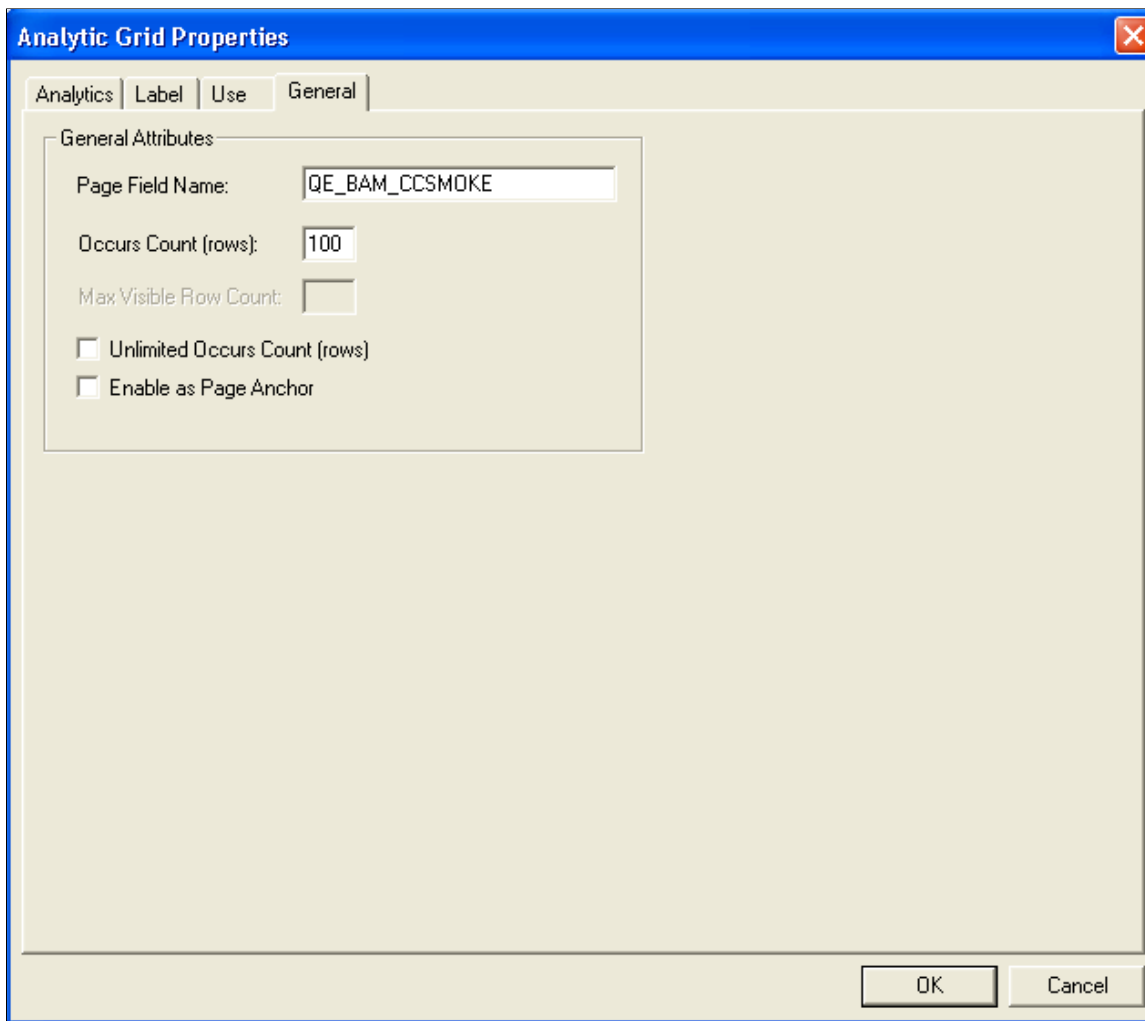 Analytic Grid Properties
Analytics Label Use General
General Attributes
Page Field Name: QE_BAM_CCSMOKE
Occurs Count (rows): 100
Max Visible Row Count:
Unlimited Occurs Count (rows)
Enable as Page Anchor
OK Cancel